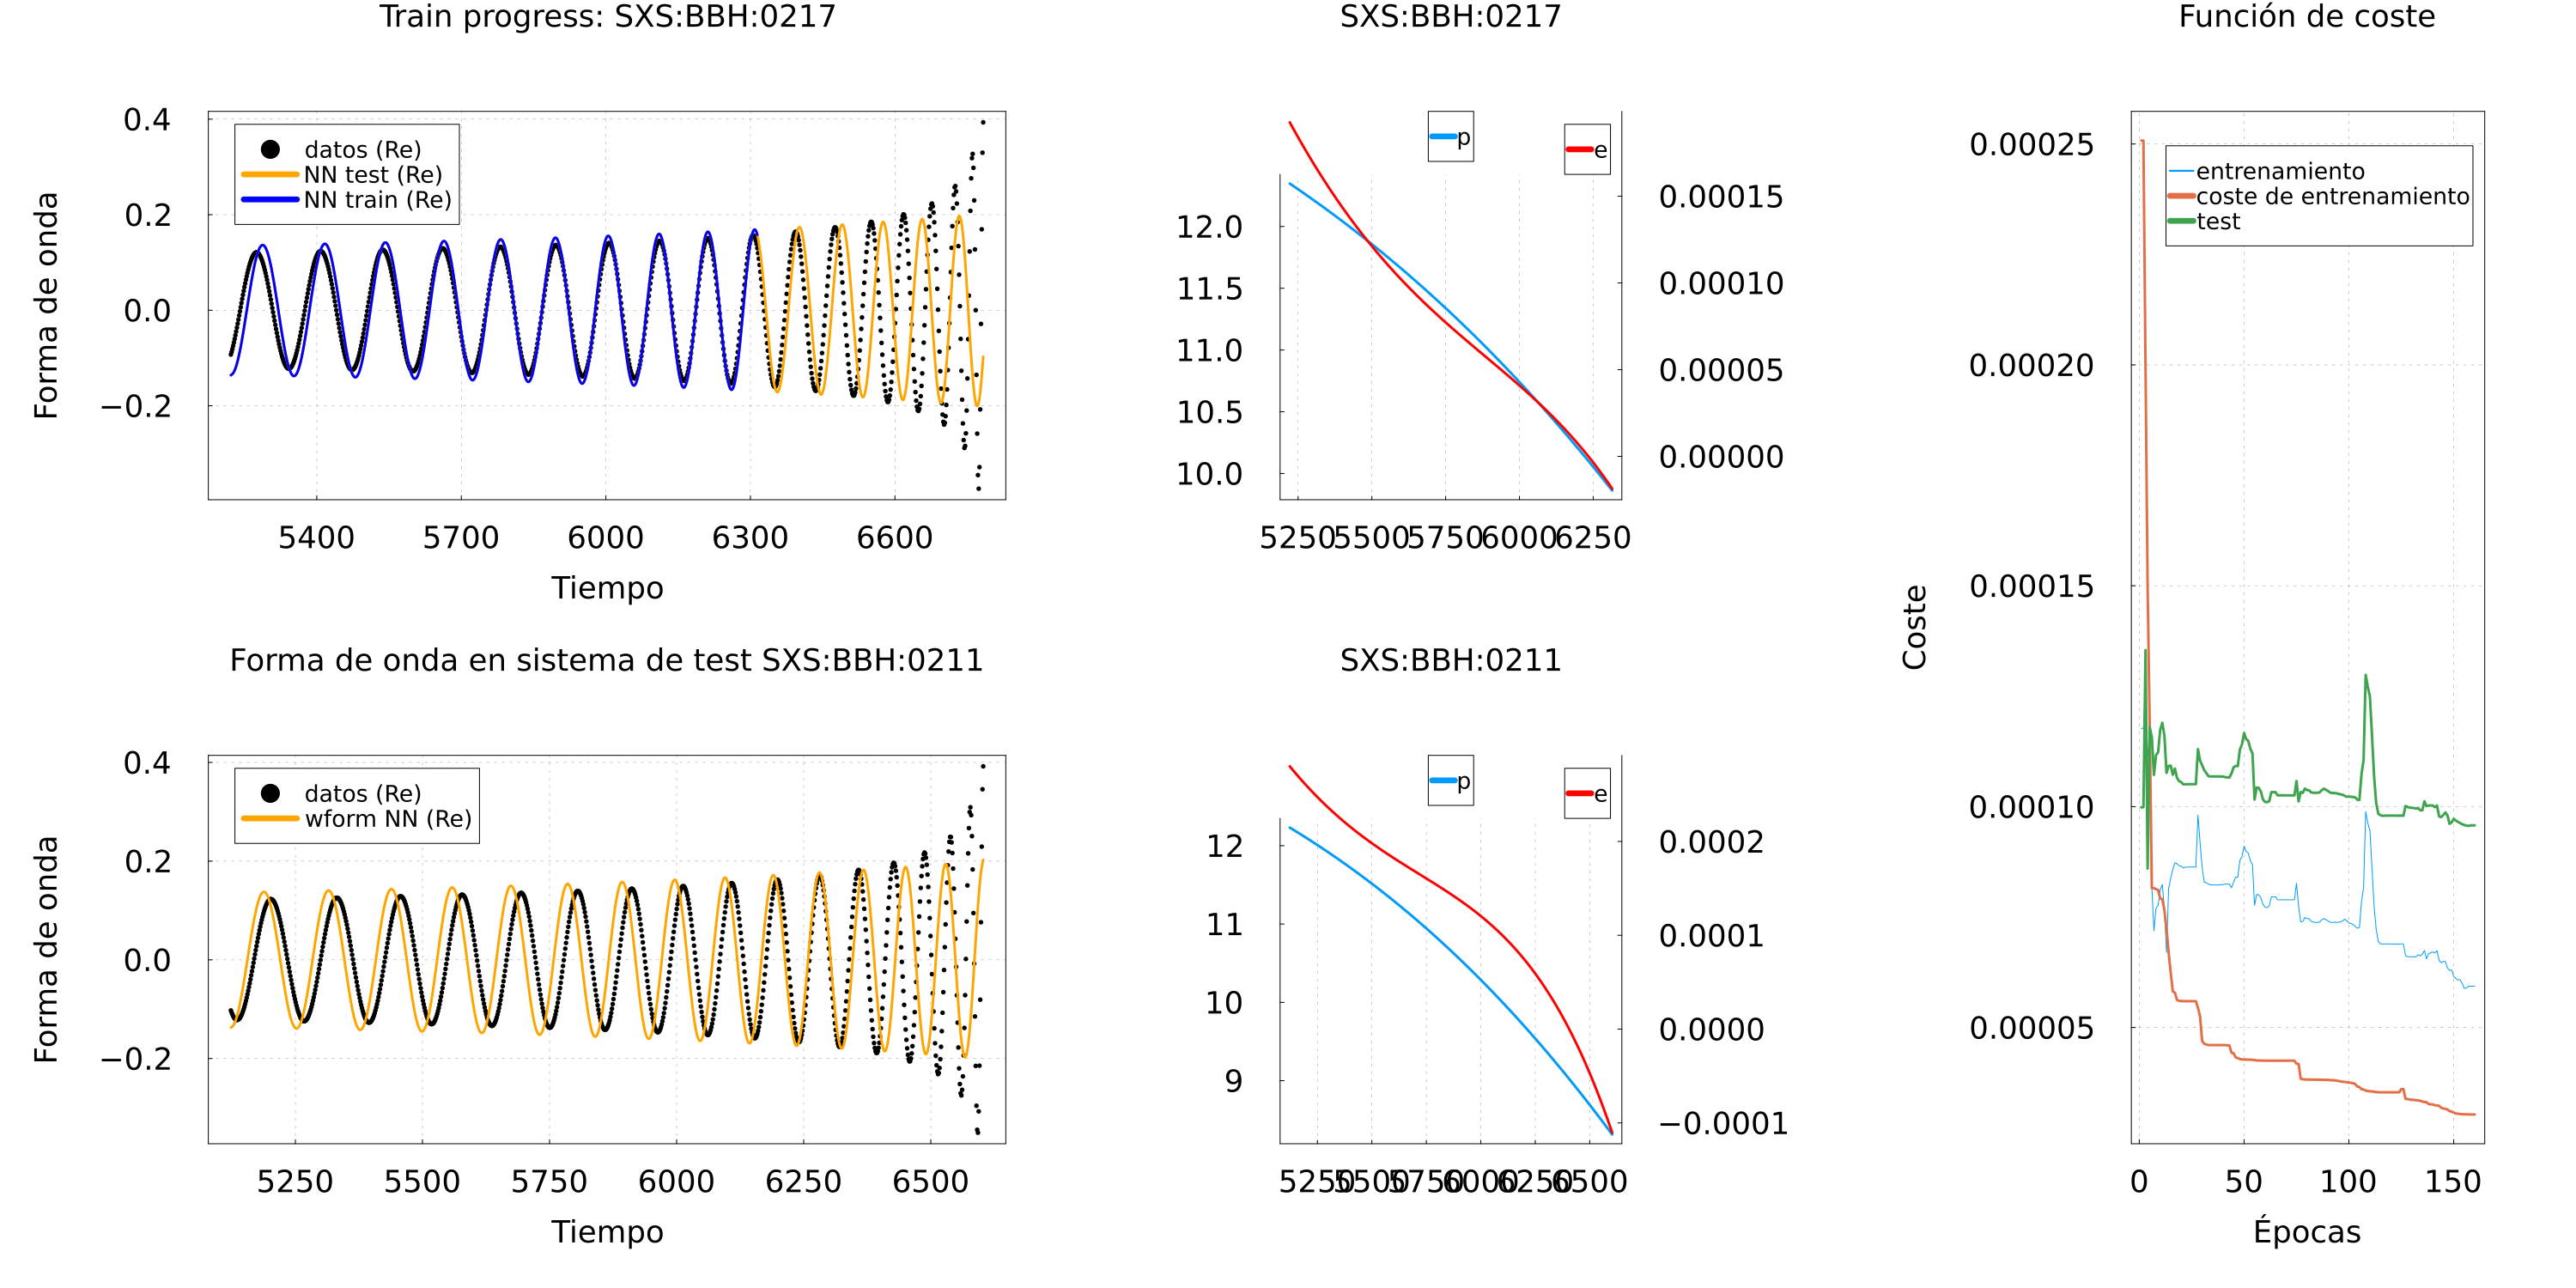 Train progress: SXS:BBH:0217
SXS:BBH:0217
Función de coste
0.4
0.2
0.0
−0.2
Forma de onda
datos (Re)
NN test (Re)
NN train (Re)
5400 5700 6000 6300 6600
Tiempo
12.0
11.5
11.0
10.5
10.0
p
e
0.00015
0.00010
0.00005
0.00000
5250 5500 5750 6000 6250
Forma de onda en sistema de test SXS:BBH:0211
0.4
0.2
0.0
−0.2
Forma de onda
datos (Re)
wform NN (Re)
5250 5500 5750 6000 6250 6500
Tiempo
SXS:BBH:0211
12
11
10
9
p
e
0.0002
0.0001
0.0000
−0.0001
5250 5500 5750 6000 6250 6500
0.00025
0.00020
0.00015
0.00010
0.00005
Coste
entrenamiento
coste de entrenamiento
test
0 50 100 150
Épocas